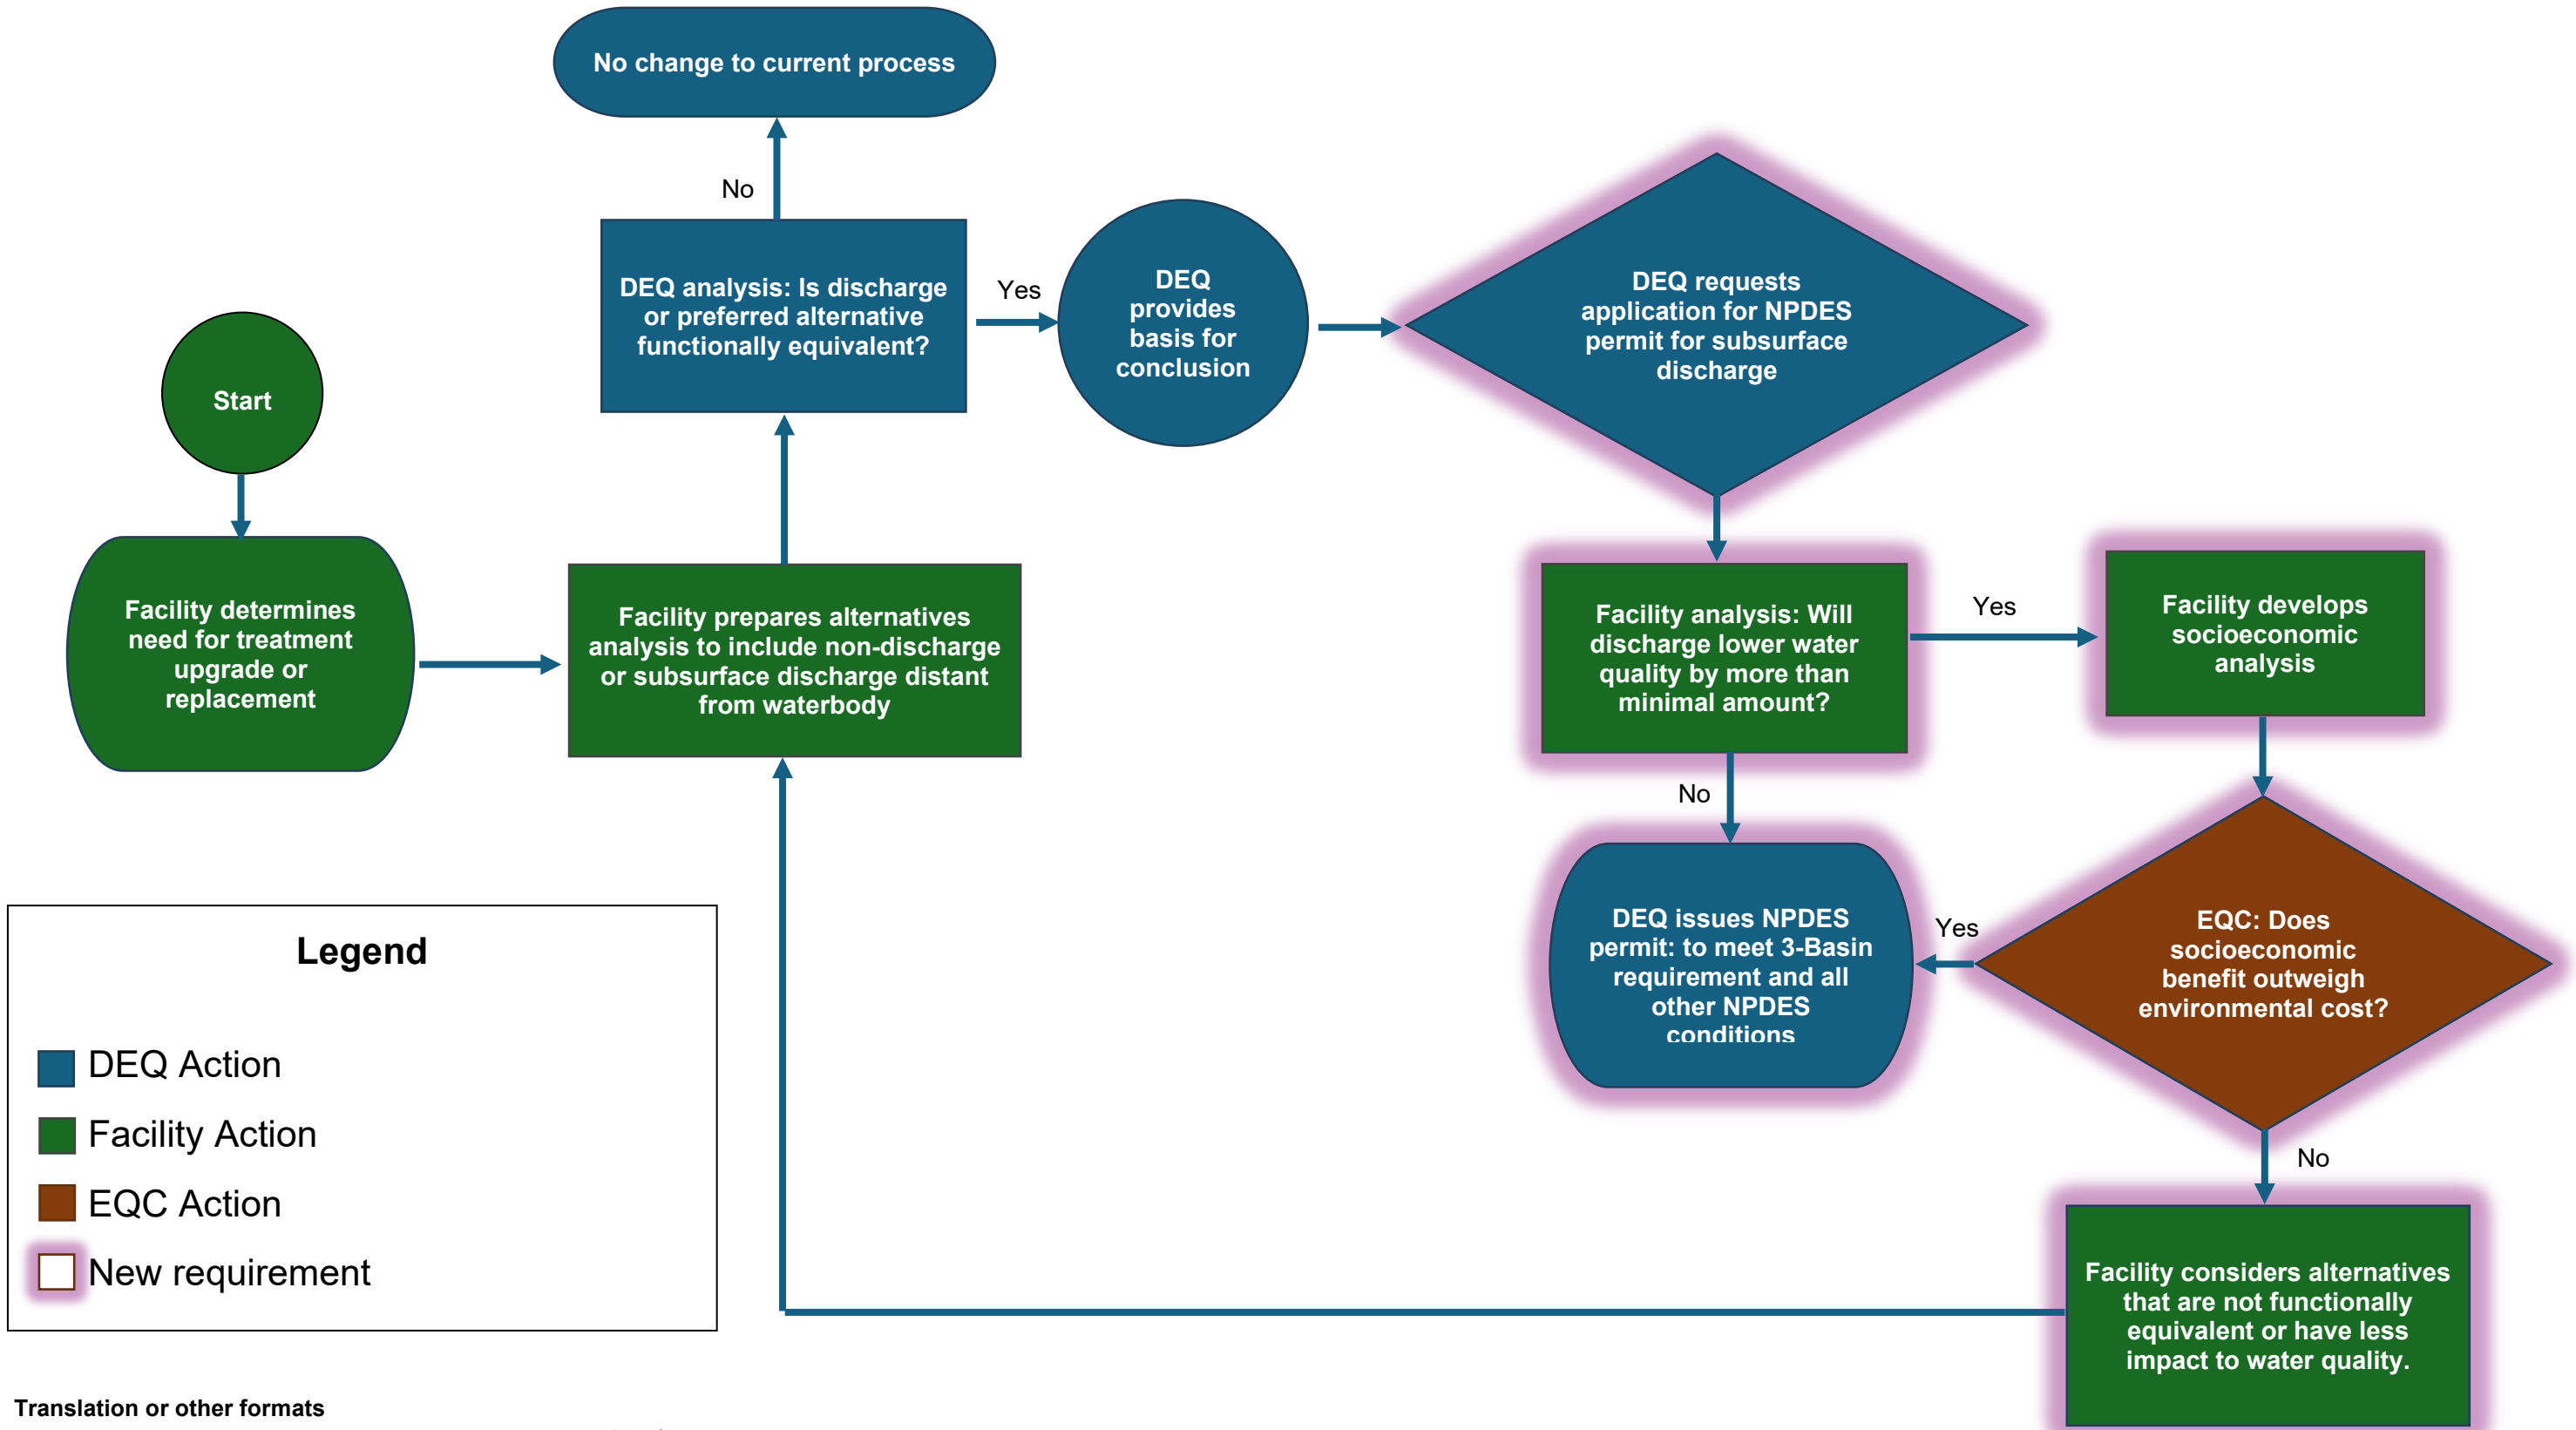 No change to current process
No
DEQ analysis: Is discharge
or preferred alternative
functionally equivalent?
Yes
DEQ
provides
basis for
conclusion
DEQ requests
application for NPDES
permit for subsurface
discharge
Start
Facility determines
need for treatment
upgrade or
replacement
Facility prepares alternatives
analysis to include non-discharge
or subsurface discharge distant
from waterbody
Facility analysis: Will
discharge lower water
quality by more than
minimal amount?
Yes
Facility develops
socioeconomic
analysis
No
DEQ issues NPDES
permit: to meet 3-Basin
requirement and all
other NPDES
conditions
Yes
EQC: Does
socioeconomic
benefit outweigh
environmental cost?
No
Facility considers alternatives
that are not functionally
equivalent or have less
impact to water quality.
Legend
DEQ Action
Facility Action
EQC Action
New requirement
Translation or other formats